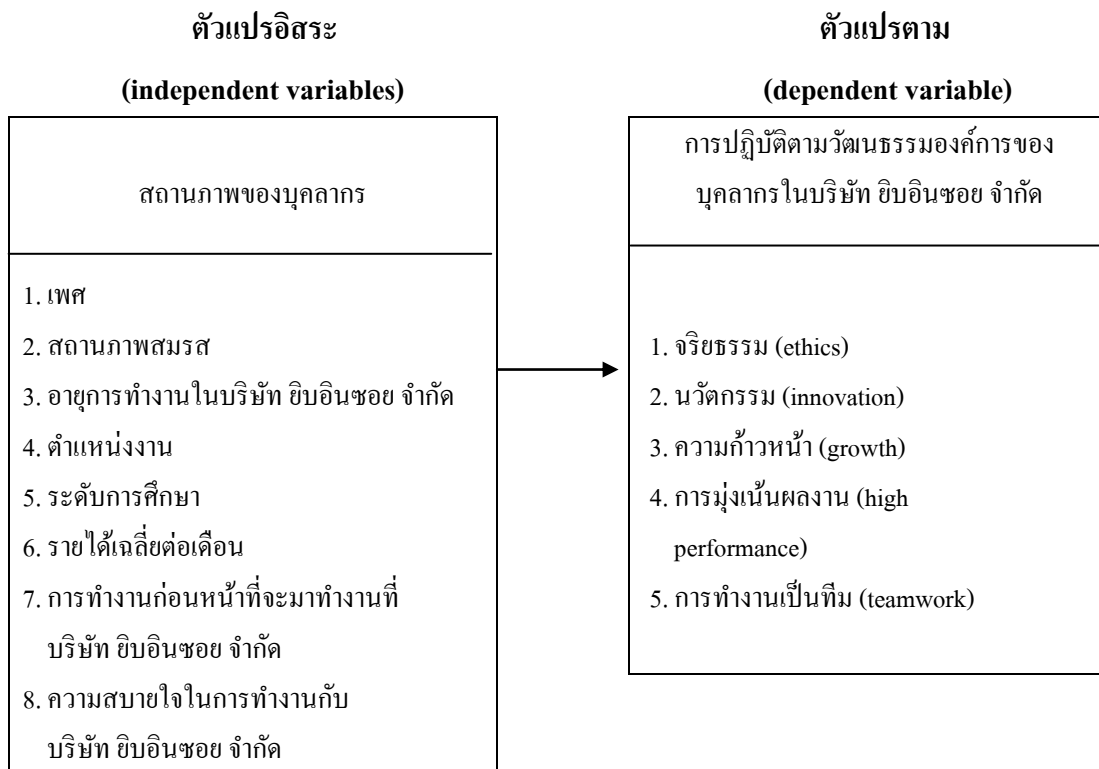 ตัวแปรอิสระ
(independent variables)
สถานภาพของบุคลากร
1. เพศ
2. สถานภาพสมรส
3. อายุการทำงานในบริษัท ยิบอินซอย จำกัด
4. ตำแหน่งงาน
5. ระดับการศึกษา
6. รายได้เฉลี่ยต่อเดือน
7. การทำงานก่อนหน้าที่จะมาทำงานที่
บริษัท ยิบอินซอย จำกัด
8. ความสบายใจในการทำงานกับ
บริษัท ยิบอินซอย จำกัด
ตัวแปรตาม
(dependent variable)
การปฏิบัติตามวัฒนธรรมองค์การของ
บุคลากรในบริษัท ยิบอินซอย จำกัด
1. จริยธรรม (ethics)
2. นวัตกรรม (innovation)
3. ความก้าวหน้า (growth)
4. การมุ่งเน้นผลงาน (high
performance)
5. การทำงานเป็นทีม (teamwork)